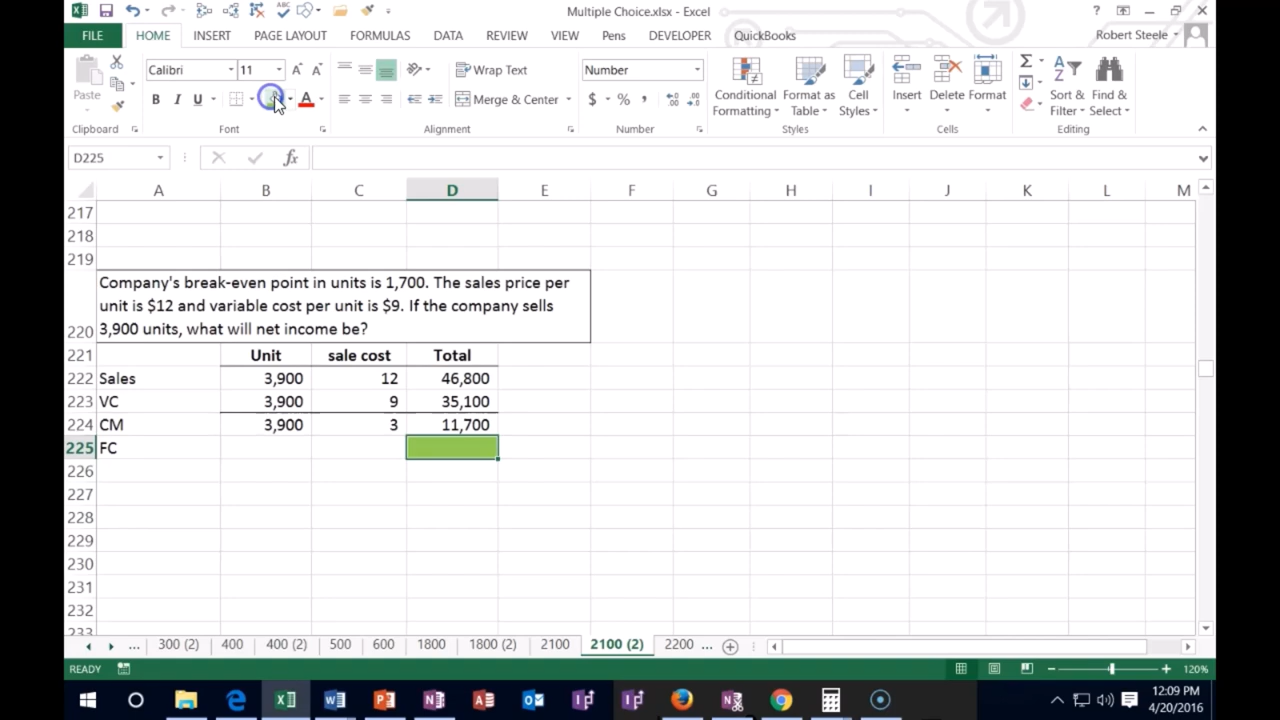 Multiple Choice.xlsx - Excel
FILE HOME INSERT PAGE LAYOUT FORMULAS DATA REVIEW VIEW Pens DEVELOPER QuickBooks Robert Steele
Paste Calibri 11 Wrap Text Number Conditional Format as Cell Insert Delete Format Sort & Find &
B I U A Merge & Center $ % , Formatting Table Styles Filter Select
Clipboard Font Alignment Number Styles Cells Editing
D225 fx
A B C D E F G H I J K L M
217
218
219
Company's break-even point in units is 1,700. The sales price per
unit is $12 and variable cost per unit is $9. If the company sells
220 3,900 units, what will net income be?
221 Unit sale cost Total
222 Sales 3,900 12 46,800
223 VC 3,900 9 35,100
224 CM 3,900 3 11,700
225 FC
226
227
228
229
230
231
232
233
... 300 (2) 400 400 (2) 500 600 1800 1800 (2) 2100 2100 (2) 2200 ...
READY 120%
12:09 PM
4/20/2016